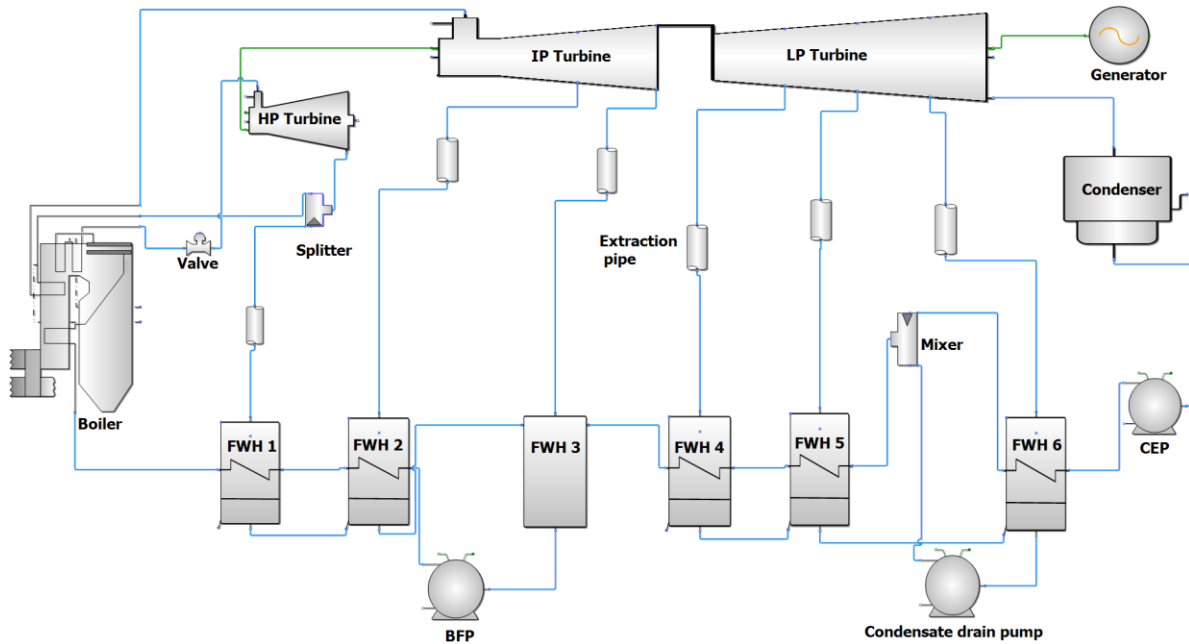 IP Turbine
LP Turbine
Generator
HP Turbine
Condenser
Splitter
Valve
Extraction
pipe
Mixer
Boiler
FWH 1
FWH 2
FWH 3
FWH 4
FWH 5
FWH 6
CEP
BFP
Condensate drain pump